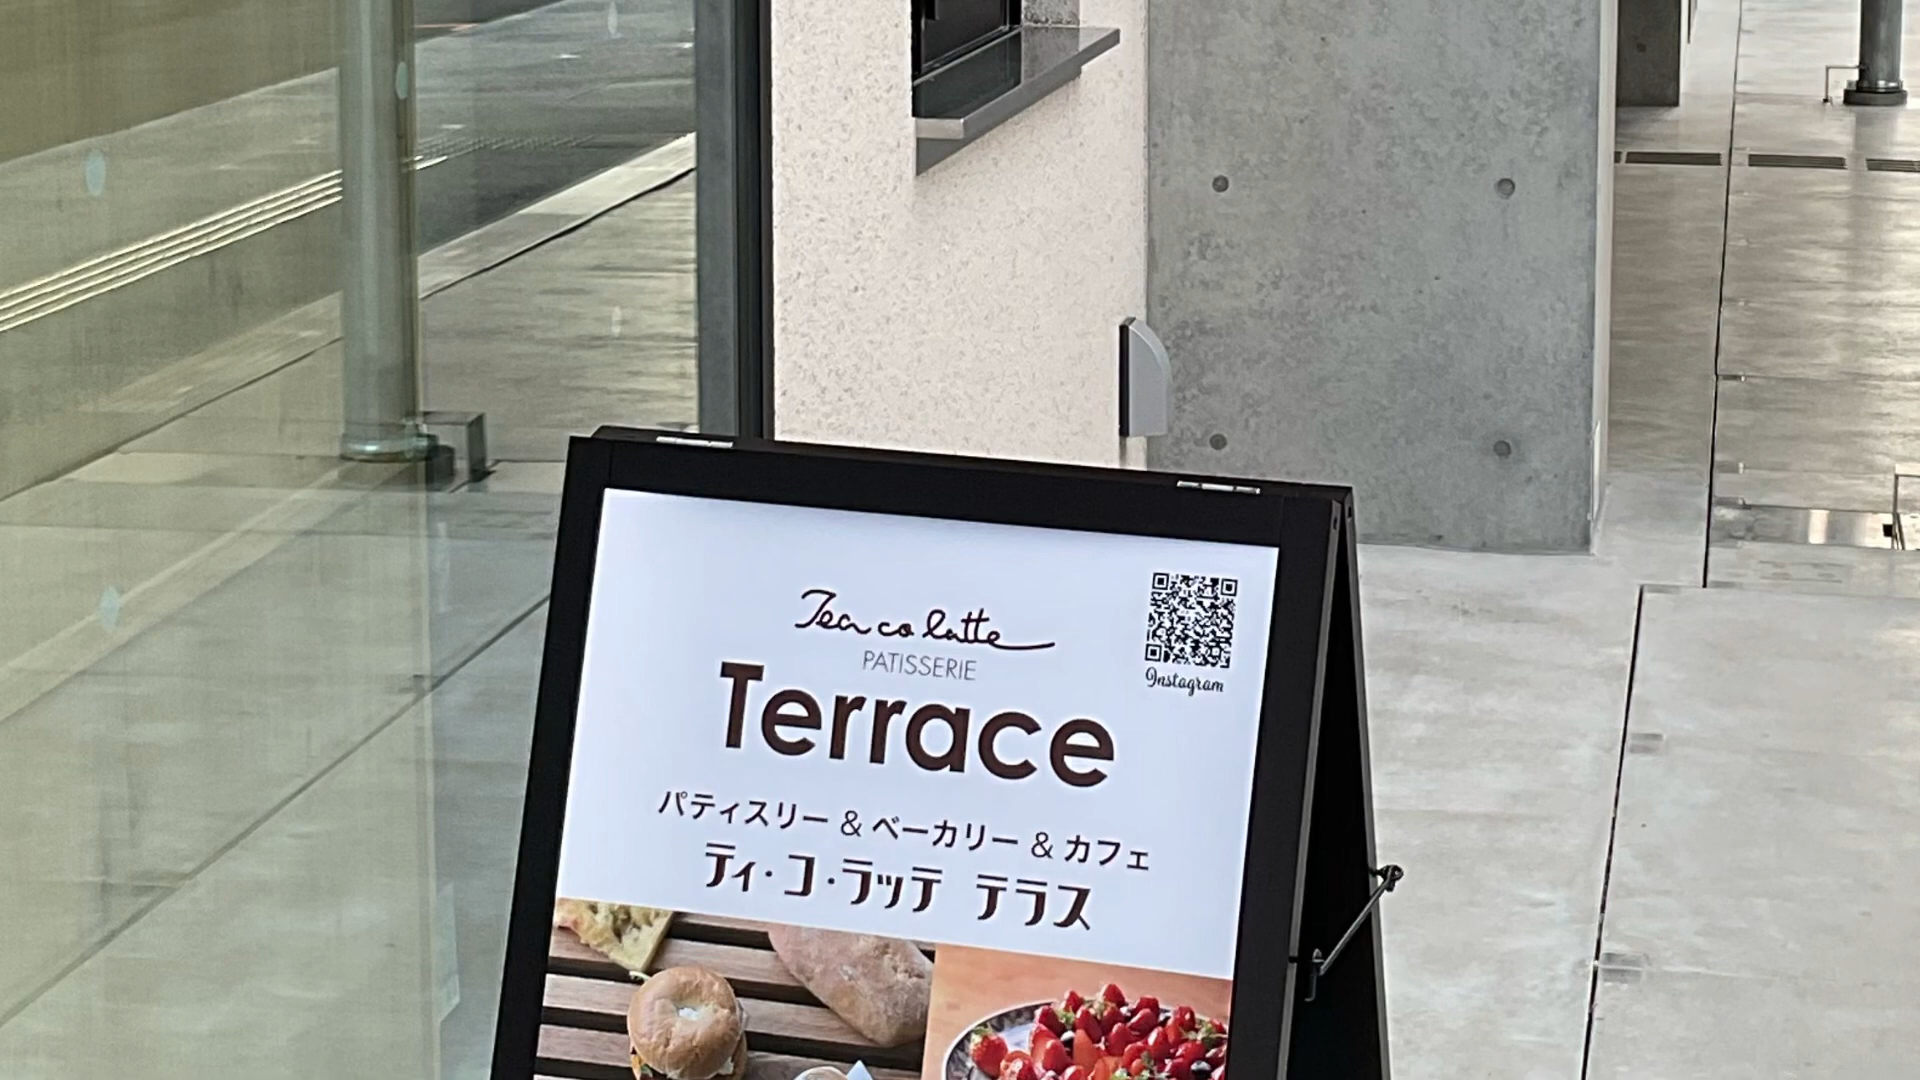 Tea co latte
PATISSERIE
Terrace
Instagram
パティスリー & ベーカリー & カフェ
ティ・コ・ラッテ テラス